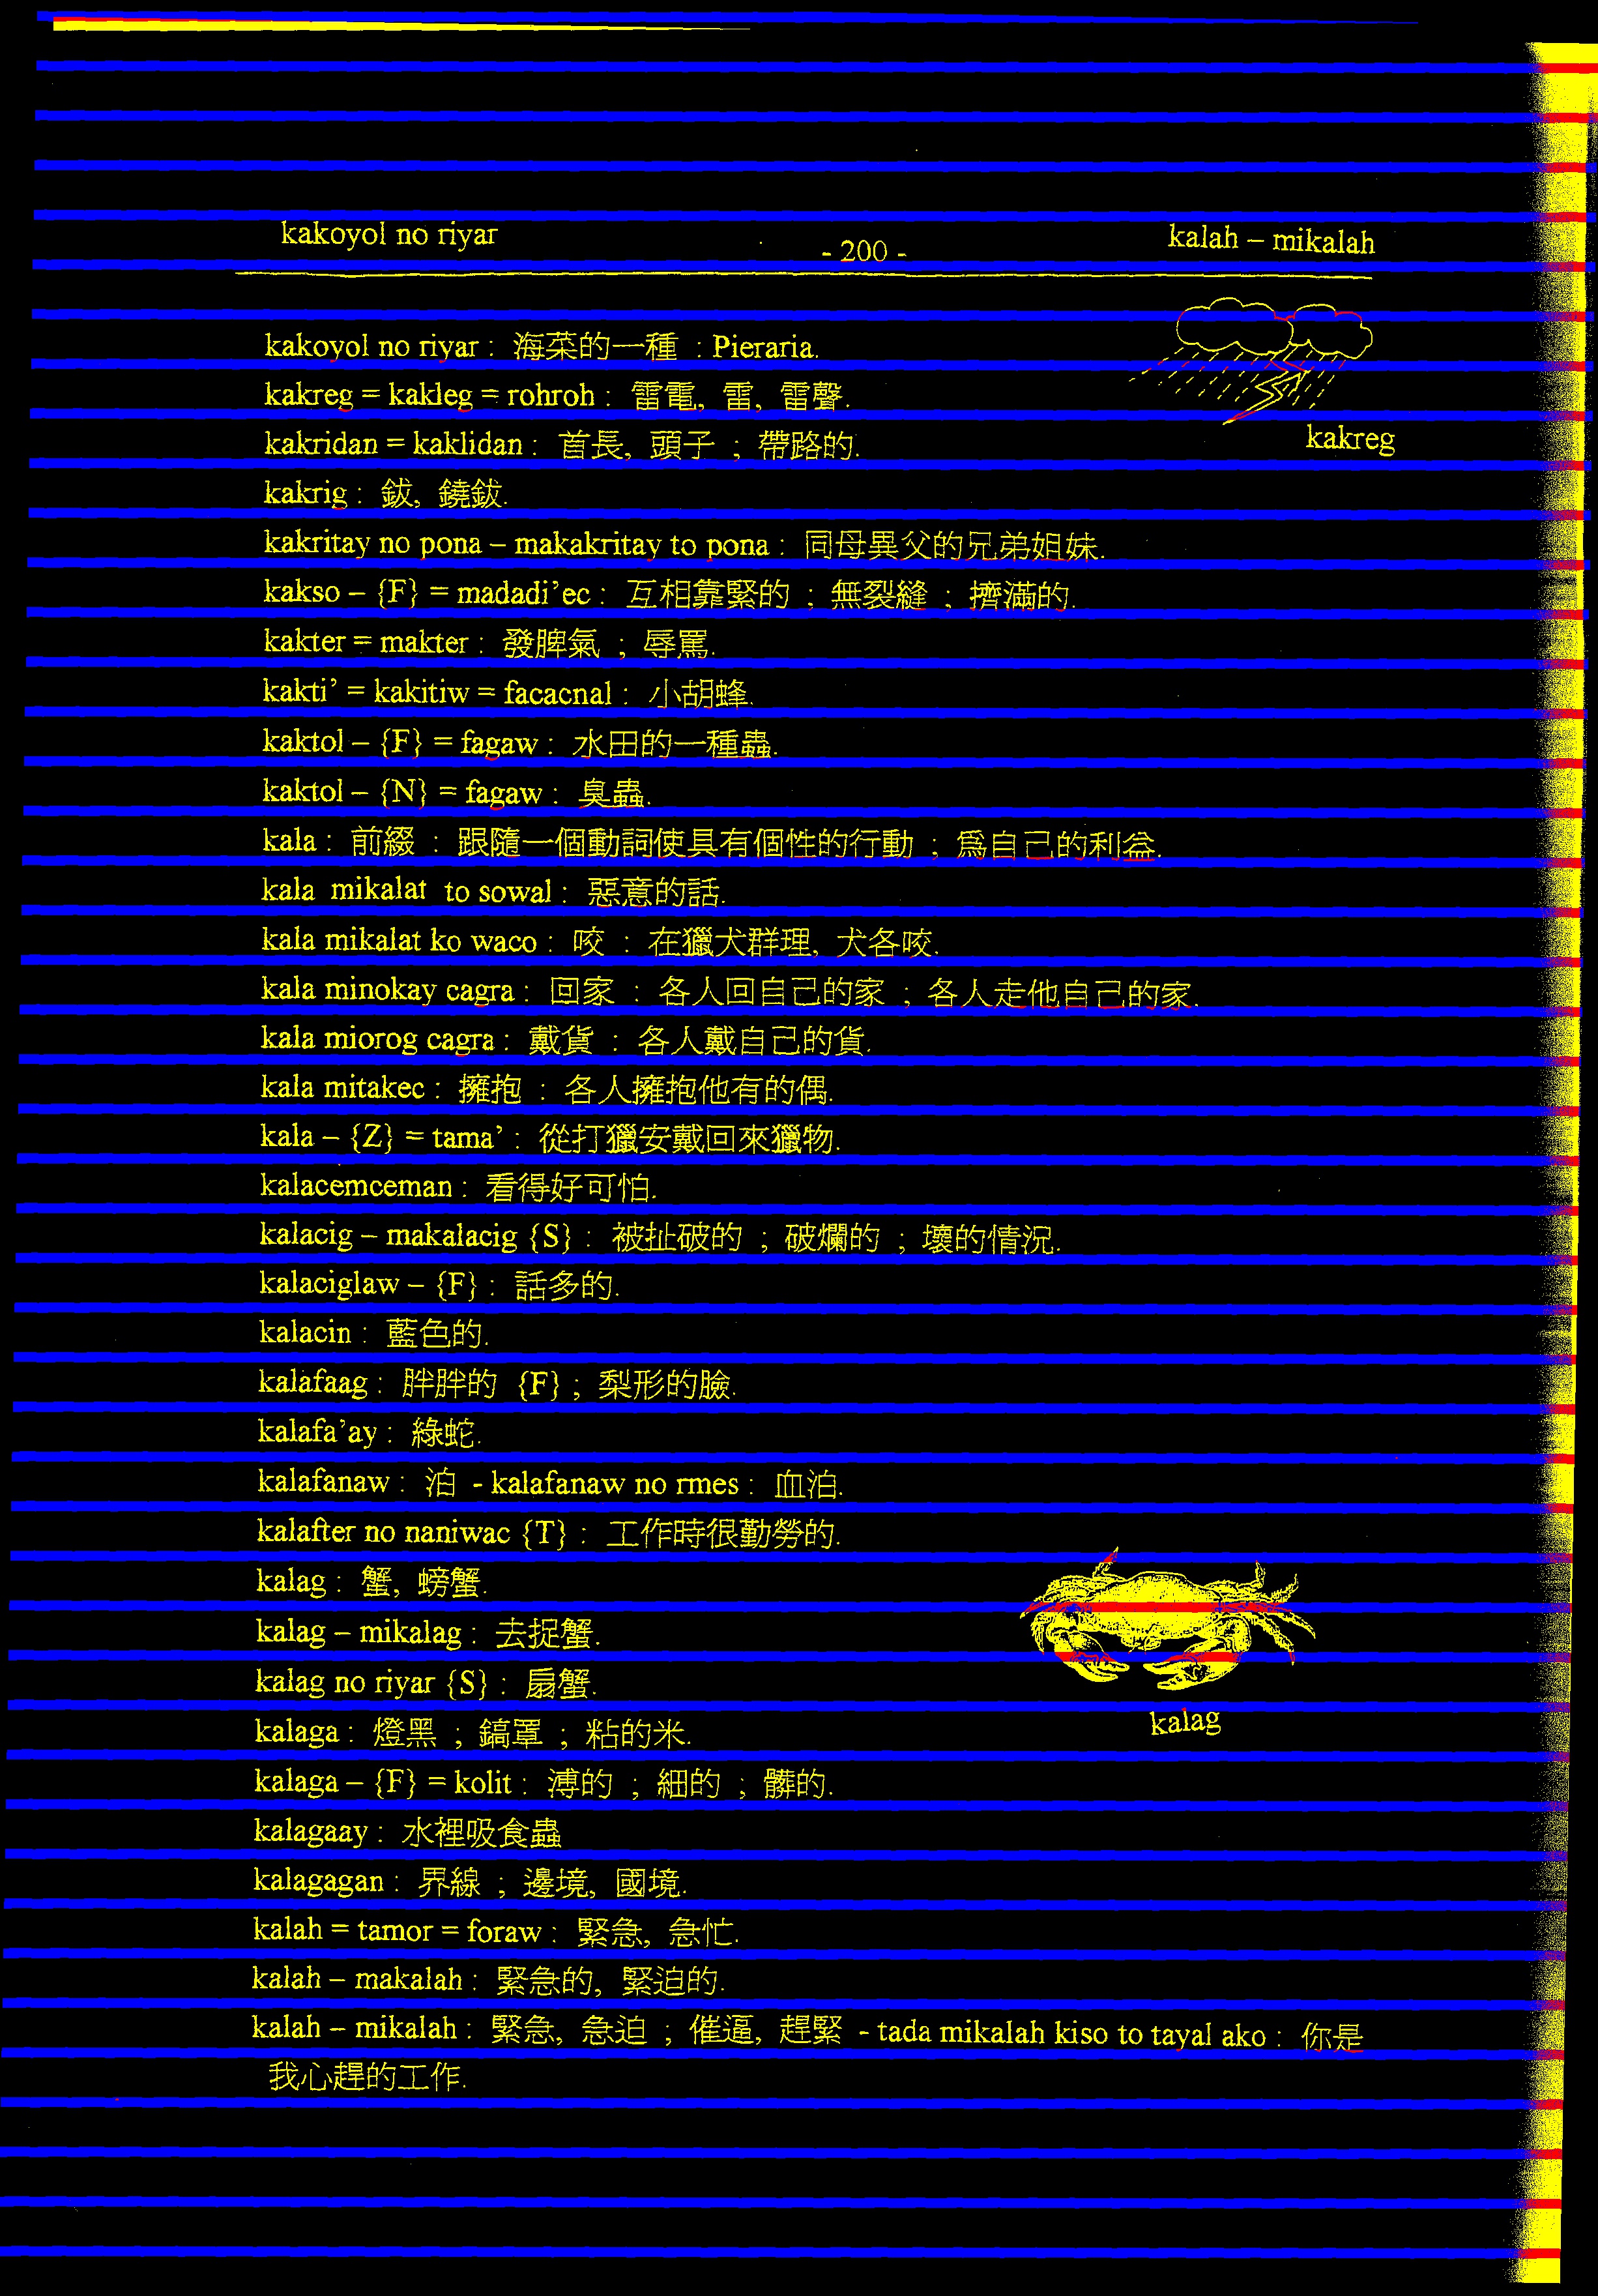 kakoyol no riyar - 200 - kalah – mikalah
kakoyol no riyar : 海菜的一種 : Pieraria.
kakreg = kakleg = rohroh : 雷電, 雷, 雷聲.
kakreg
kakridan = kaklidan : 首長, 頭子 ; 帶路的.
kakrig : 鈸, 鐃鈸.
kakritay no pona – makakritay to pona : 同母異父的兄弟姐妹.
kakso – {F} = madadi’ec : 互相靠緊的 ; 無裂縫 ; 擠滿的.
kakter = makter : 發脾氣 ; 辱罵.
kakti’ = kakitiw = facacnal : 小胡蜂.
kaktol – {F} = fagaw : 水田的一種蟲.
kaktol – {N} = fagaw : 臭蟲.
kala : 前綴 : 跟隨一個動詞使具有個性的行動 ; 爲自己的利益.
kala mikalat to sowal : 惡意的話.
kala mikalat ko waco : 咬 : 在獵犬群理, 犬各咬.
kala minokay cagra : 回家 : 各人回自己的家 ; 各人走他自己的家.
kala miorog cagra : 戴貨 : 各人戴自己的貨.
kala mitakec : 擁抱 : 各人擁抱他有的偶.
kala – {Z} = tama’ : 從打獵安戴回來獵物.
kalacemceman : 看得好可怕.
kalacig – makalacig {S} : 被扯破的 ; 破爛的 ; 壞的情況.
kalaciglaw – {F} : 話多的.
kalacin : 藍色的.
kalafaag : 胖胖的 {F} ; 梨形的臉.
kalafa’ay : 綠蛇.
kalafanaw : 泊 - kalafanaw no rmes : 血泊.
kalafter no naniwac {T} : 工作時很勤勞的.
kalag : 蟹, 螃蟹.
kalag – mikalag : 去捉蟹.
kalag no riyar {S} : 扇蟹.
kalag
kalaga : 燈黑 ; 鎬罩 ; 粘的米.
kalaga – {F} = kolit : 溥的 ; 細的 ; 髒的.
kalagaay : 水裡吸食蟲
kalagagan : 界線 ; 邊境, 國境.
kalah = tamor = foraw : 緊急, 急忙.
kalah – makalah : 緊急的, 緊迫的.
kalah – mikalah : 緊急, 急迫 ; 催逼, 趕緊 - tada mikalah kiso to tayal ako : 你是
我心趕的工作.